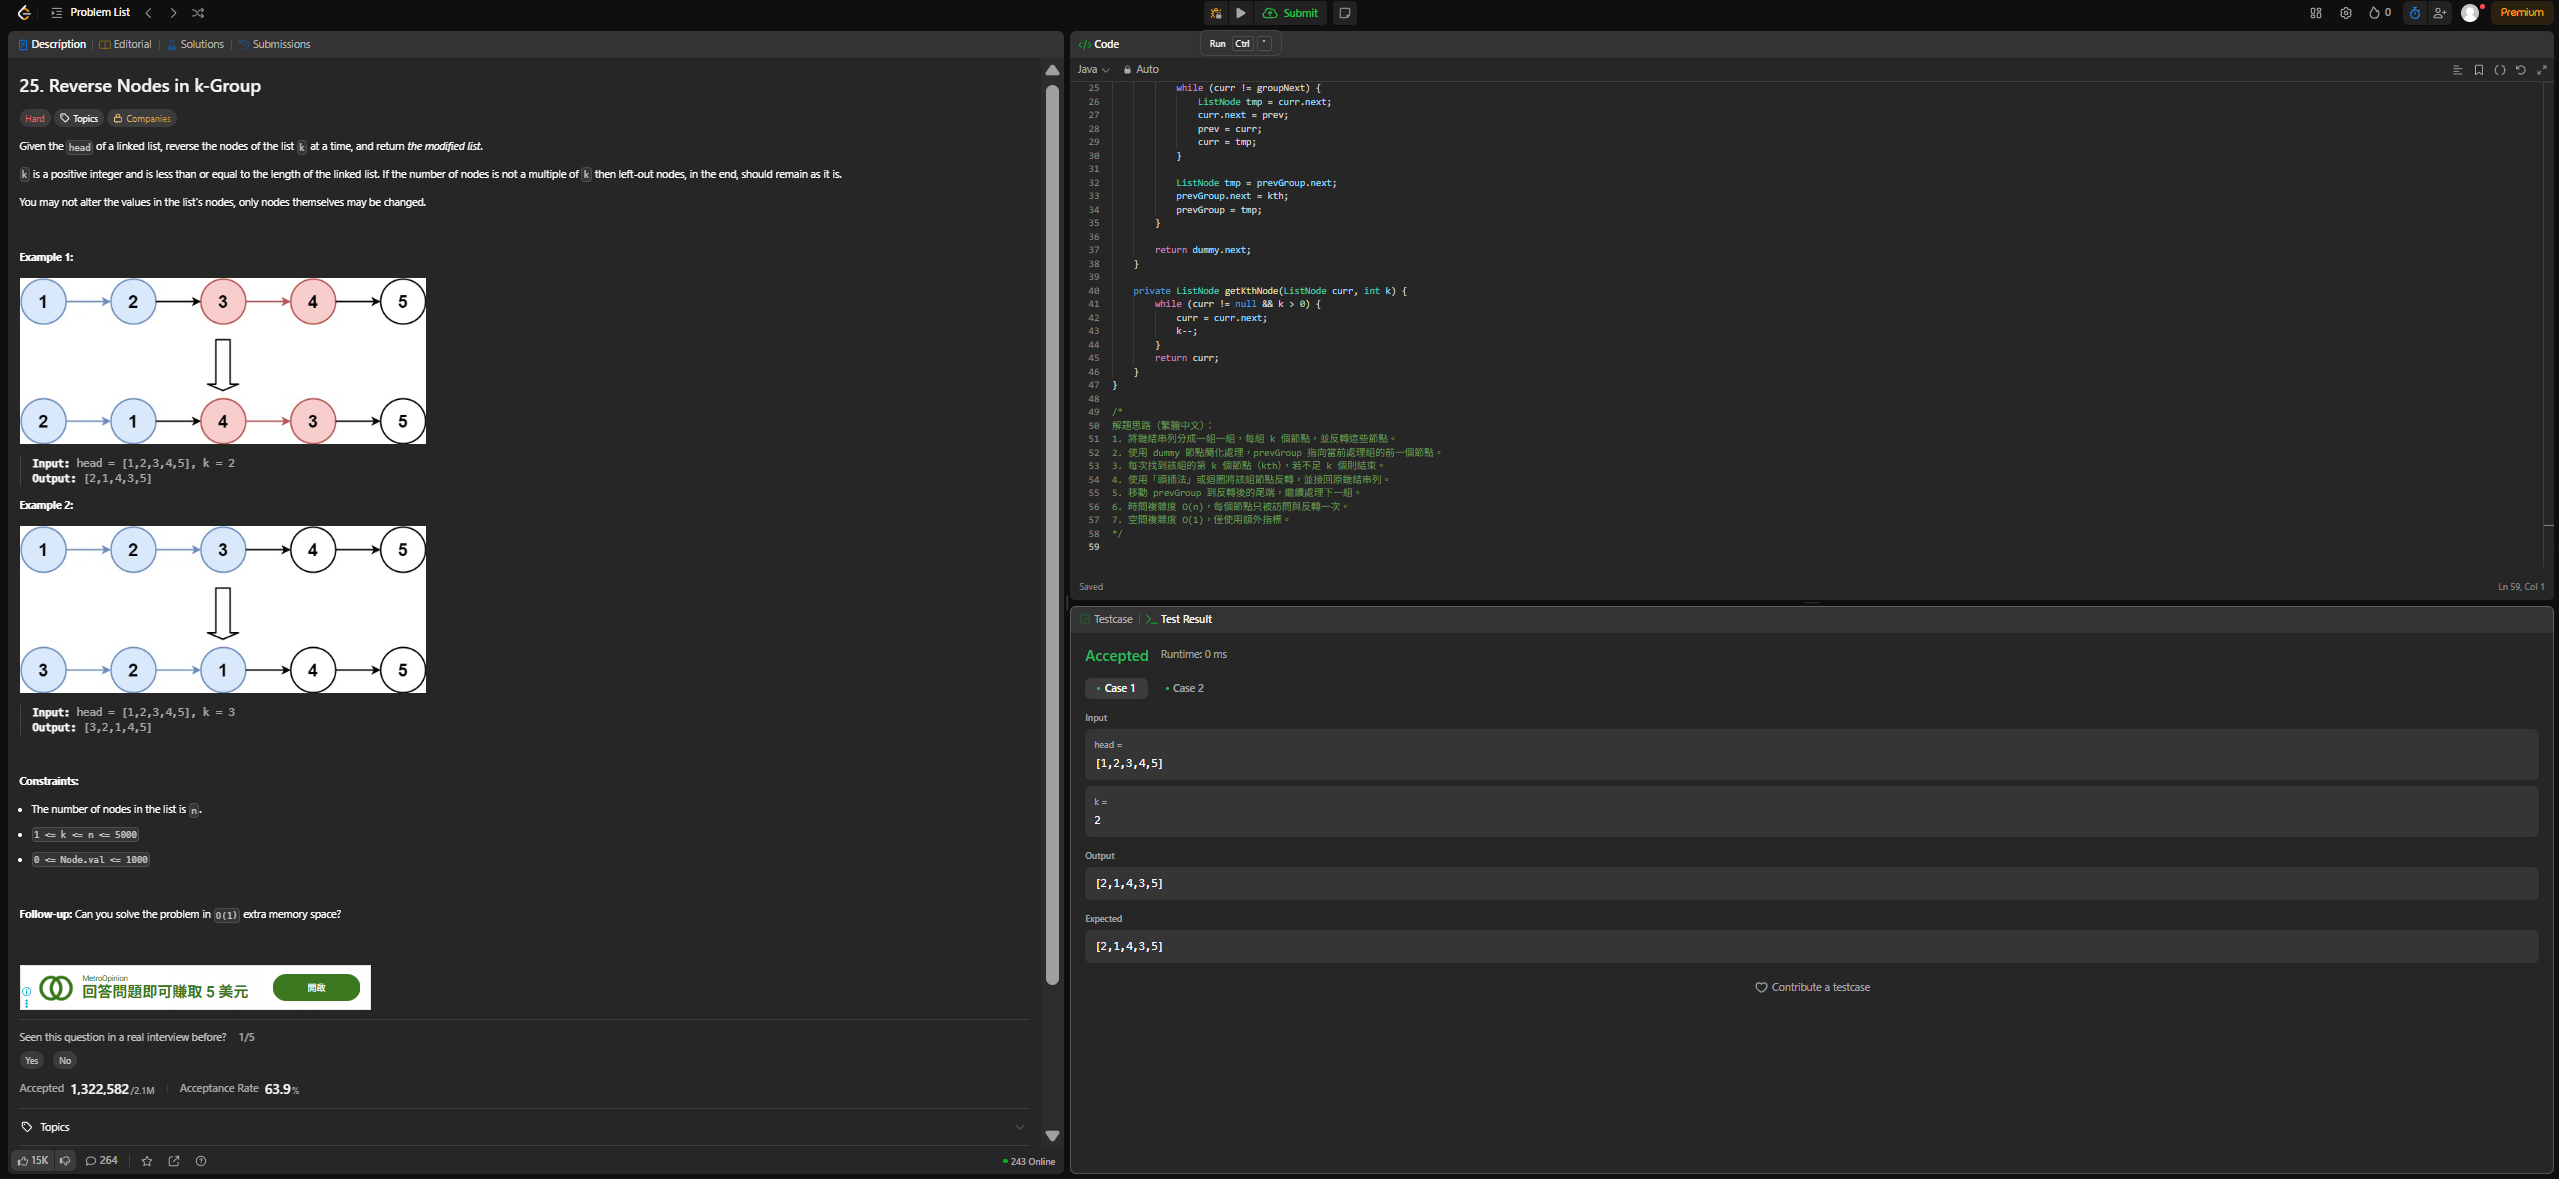 Problem List
Submit
0
Premium
Description
Editorial
Solutions
Submissions
25. Reverse Nodes in k-Group
Hard
Topics
Companies
Given the head of a linked list, reverse the nodes of the list k at a time, and return the modified list.
k is a positive integer and is less than or equal to the length of the linked list. If the number of nodes is not a multiple of k then left-out nodes, in the end, should remain as it is.
You may not alter the values in the list's nodes, only nodes themselves may be changed.
Example 1:
1 2 3 4 5
2 1 4 3 5
Input: head = [1,2,3,4,5], k = 2
Output: [2,1,4,3,5]
Example 2:
1 2 3 4 5
3 2 1 4 5
Input: head = [1,2,3,4,5], k = 3
Output: [3,2,1,4,5]
Constraints:
The number of nodes in the list is n.
1 <= k <= n <= 5000
0 <= Node.val <= 1000
Follow-up: Can you solve the problem in O(1) extra memory space?
MetroOpinion
回答問題即可賺取 5 美元
開啟
Seen this question in a real interview before? 1/5
Yes
No
Accepted 1,322,582/2.1M
Acceptance Rate 63.9%
Topics
15K
264
243 Online
Code
Run Ctrl '
Java
Auto
25 while (curr != groupNext) {
26 ListNode tmp = curr.next;
27 curr.next = prev;
28 prev = curr;
29 curr = tmp;
30 }
31
32 ListNode tmp = prevGroup.next;
33 prevGroup.next = kth;
34 prevGroup = tmp;
35 }
36
37 return dummy.next;
38 }
39
40 private ListNode getKthNode(ListNode curr, int k) {
41 while (curr != null && k > 0) {
42 curr = curr.next;
43 k--;
44 }
45 return curr;
46 }
47 }
48
49 /*
50 解題思路（繁體中文）：
51 1. 將鏈結串列分成一組一組，每組 k 個節點，並反轉這些節點。
52 2. 使用 dummy 節點簡化處理，prevGroup 指向當前處理組的前一個節點。
53 3. 每次找到該組的第 k 個節點（kth），若不足 k 個則結束。
54 4. 使用「頭插法」或迴圈將該組節點反轉，並接回原鏈結串列。
55 5. 移動 prevGroup 到反轉後的尾端，繼續處理下一組。
56 6. 時間複雜度 O(n)，每個節點只被訪問與反轉一次。
57 7. 空間複雜度 O(1)，僅使用額外指標。
58 */
59
Saved
Ln 59, Col 1
Testcase
Test Result
Accepted
Runtime: 0 ms
Case 1
Case 2
Input
head =
[1,2,3,4,5]
k =
2
Output
[2,1,4,3,5]
Expected
[2,1,4,3,5]
Contribute a testcase